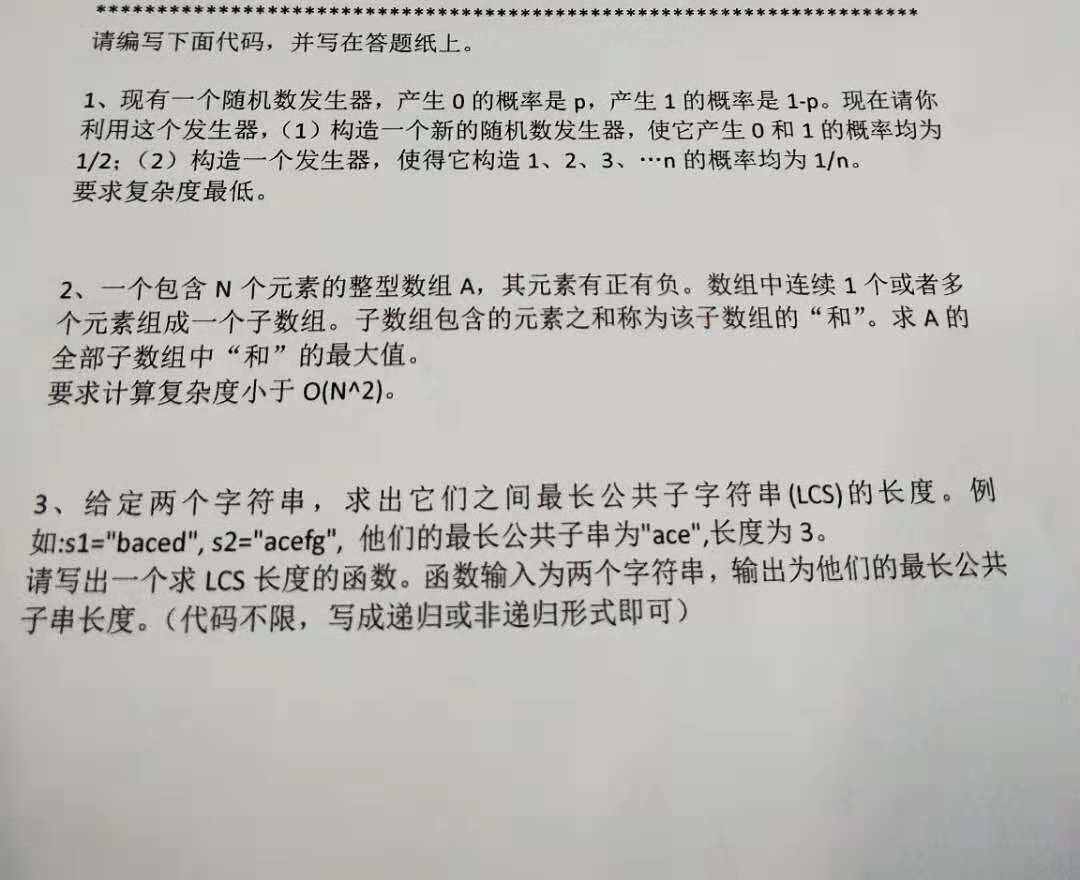 ********************************************************************
请编写下面代码，并写在答题纸上。
1、现有一个随机数发生器，产生 0 的概率是 p，产生 1 的概率是 1-p。现在请你
利用这个发生器，（1）构造一个新的随机数发生器，使它产生 0 和 1 的概率均为
1/2；（2）构造一个发生器，使得它构造 1、2、3、…n 的概率均为 1/n。
要求复杂度最低。
2、一个包含 N 个元素的整型数组 A，其元素有正有负。数组中连续 1 个或者多
个元素组成一个子数组。子数组包含的元素之和称为该子数组的“和”。求 A 的
全部子数组中“和”的最大值。
要求计算复杂度小于 O(N^2)。
3、给定两个字符串，求出它们之间最长公共子字符串(LCS)的长度。例
如:s1="baced", s2="acefg", 他们的最长公共子串为"ace",长度为 3。
请写出一个求 LCS 长度的函数。函数输入为两个字符串，输出为他们的最长公共
子串长度。（代码不限，写成递归或非递归形式即可）